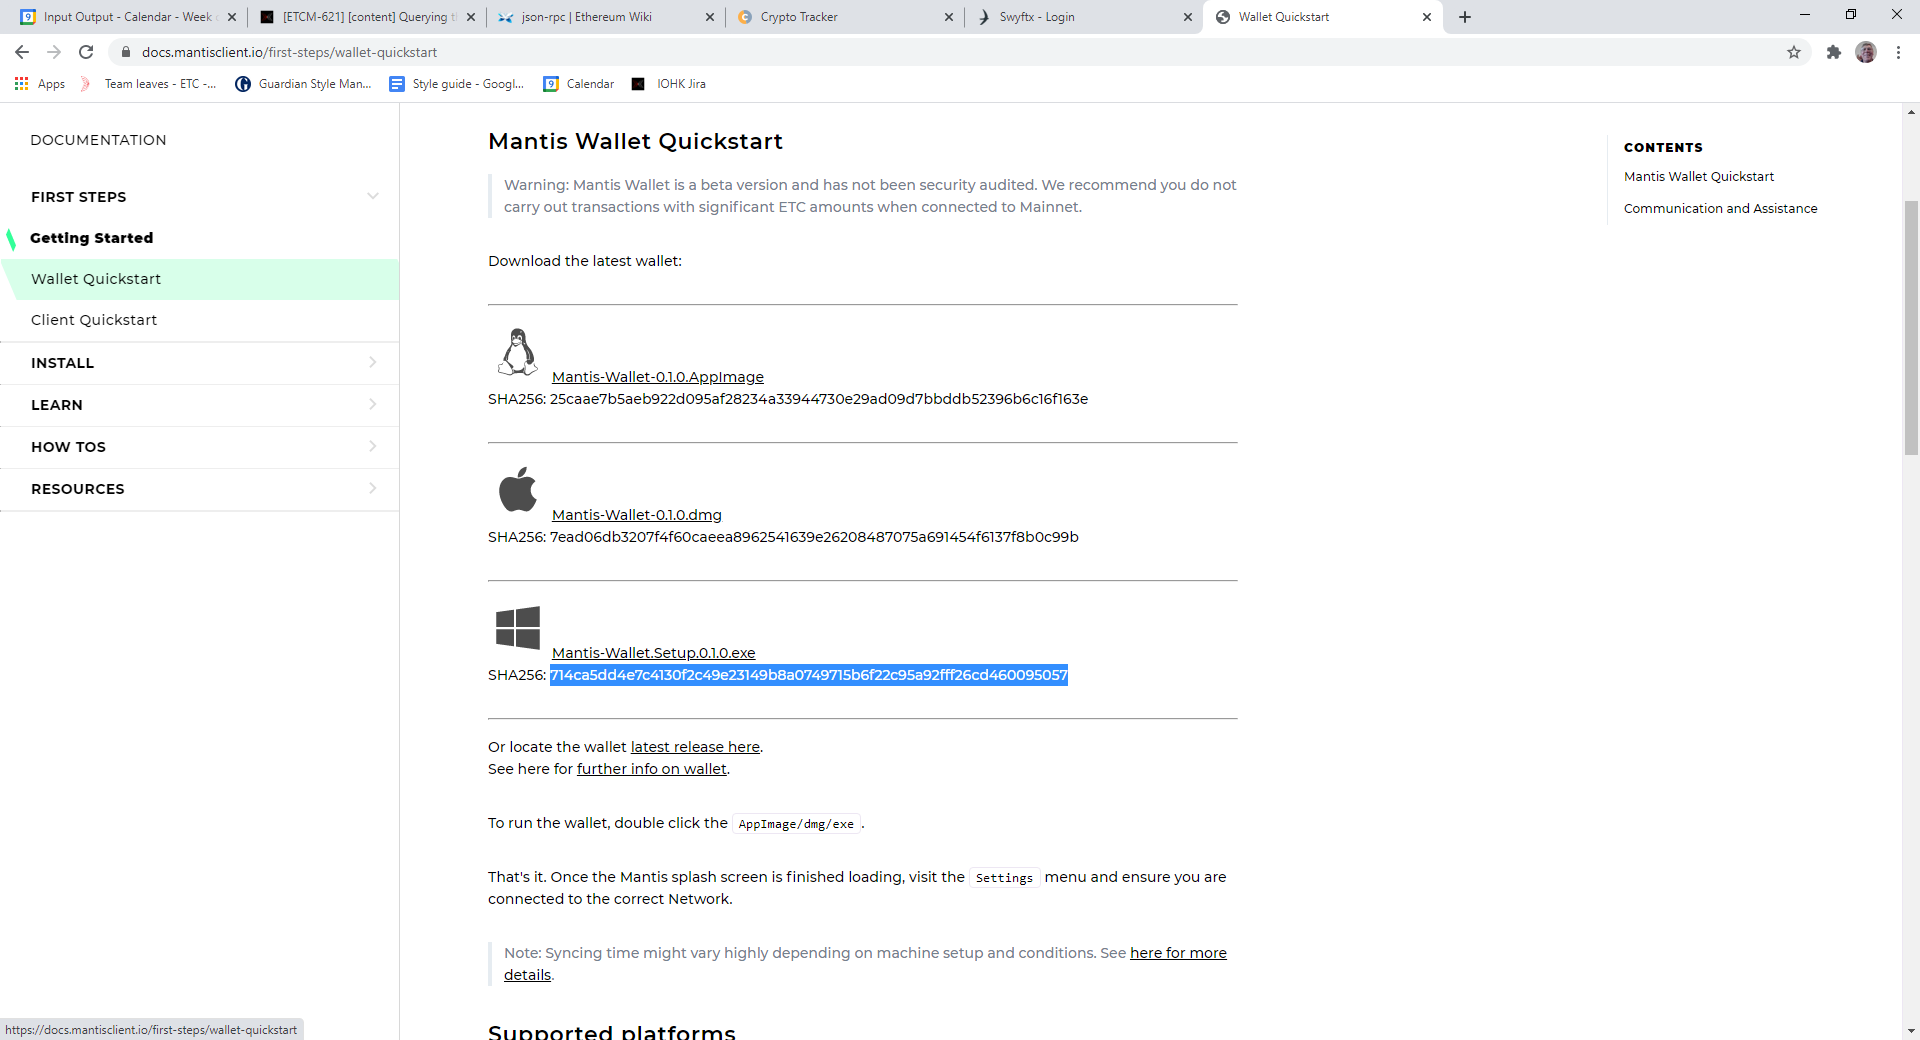 Input Output - Calendar - Week
[ETCM-621] [content] Querying t
json-rpc | Ethereum Wiki
Crypto Tracker
Swyftx - Login
Wallet Quickstart
docs.mantisclient.io/first-steps/wallet-quickstart
Apps
Team leaves - ETC -...
Guardian Style Man...
Style guide - Googl...
Calendar
IOHK Jira
DOCUMENTATION
FIRST STEPS
Getting Started
Wallet Quickstart
Client Quickstart
INSTALL
LEARN
HOW TOS
RESOURCES
Mantis Wallet Quickstart
Warning: Mantis Wallet is a beta version and has not been security audited. We recommend you do not
carry out transactions with significant ETC amounts when connected to Mainnet.
Download the latest wallet:
Mantis-Wallet-0.1.0.AppImage
SHA256: 25caae7b5aeb922d095af28234a33944730e29ad09d7bbddb52396b6c16f163e
Mantis-Wallet-0.1.0.dmg
SHA256: 7ead06db3207f4f60caeea8962541639e26208487075a691454f6137f8b0c99b
Mantis-Wallet.Setup.0.1.0.exe
SHA256: 714ca5dd4e7c4130f2c49e23149b8a0749715b6f22c95a92fff26cd460095057
Or locate the wallet latest release here.
See here for further info on wallet.
To run the wallet, double click the AppImage/dmg/exe .
That's it. Once the Mantis splash screen is finished loading, visit the Settings menu and ensure you are
connected to the correct Network.
Note: Syncing time might vary highly depending on machine setup and conditions. See here for more
details.
Supported platforms
CONTENTS
Mantis Wallet Quickstart
Communication and Assistance
https://docs.mantisclient.io/first-steps/wallet-quickstart